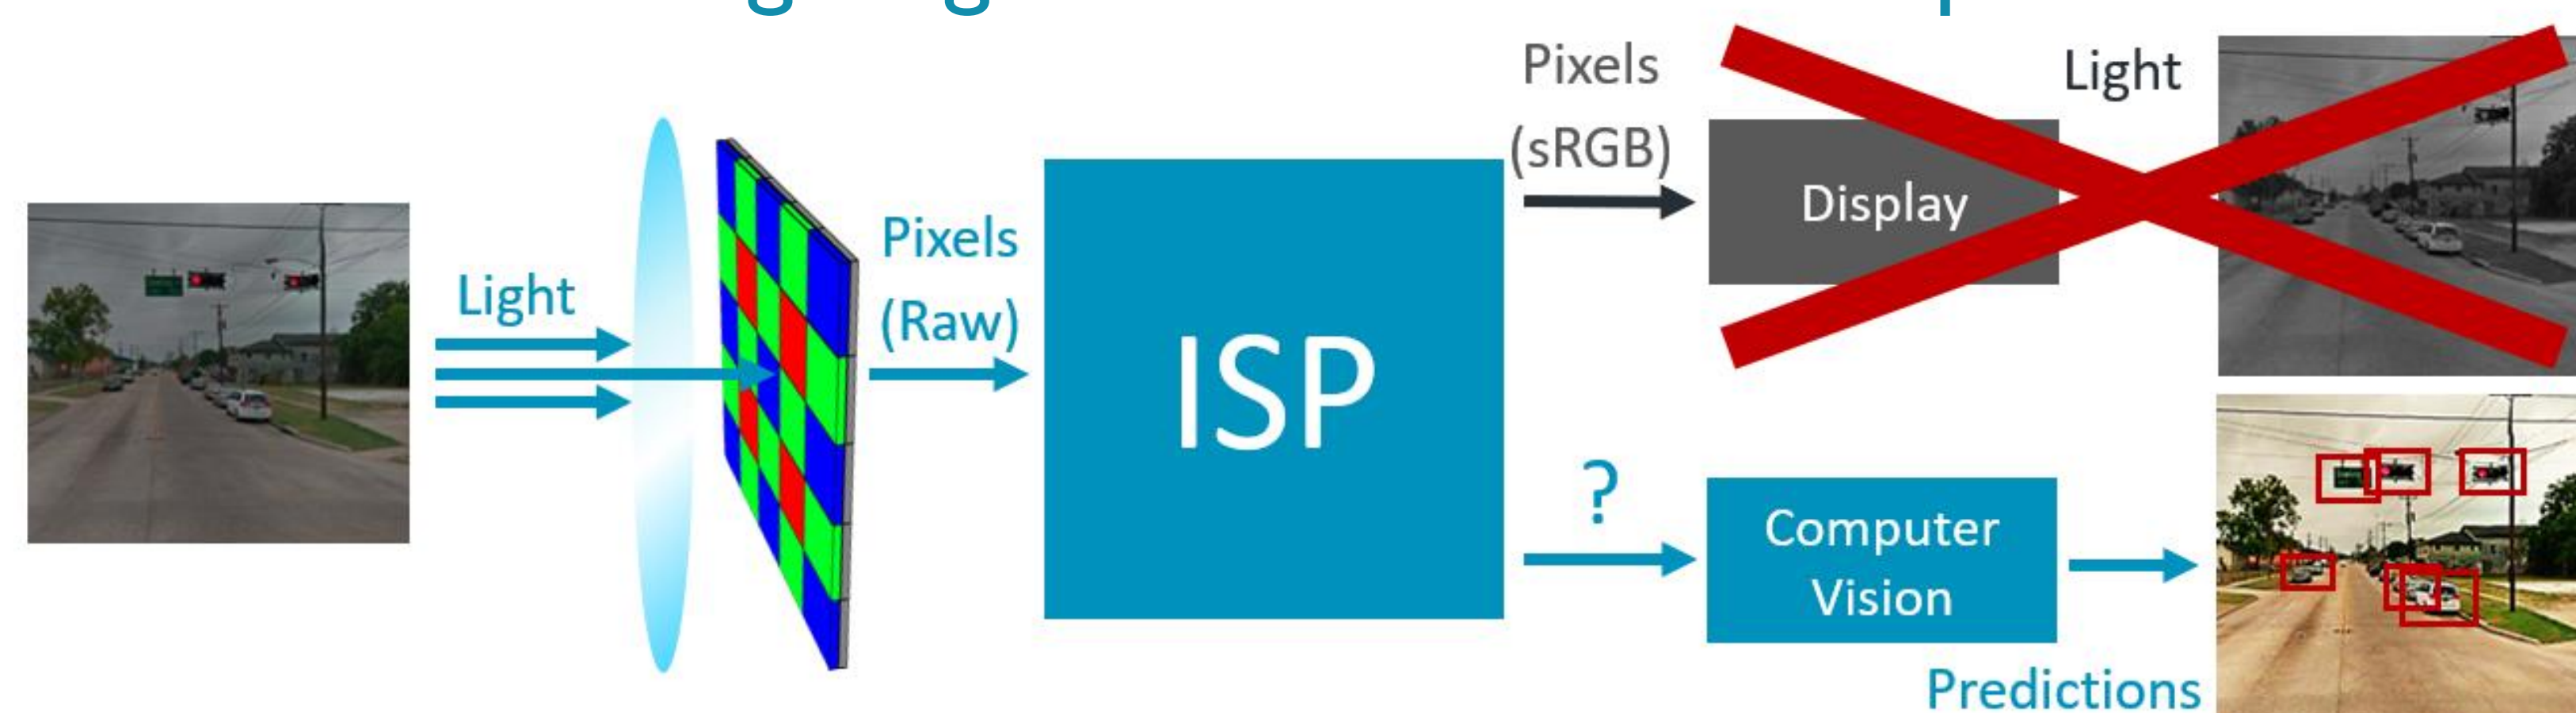 Light
Pixels
(Raw)
ISP
Pixels
(sRGB)
Display
Light
?
Computer
Vision
Predictions